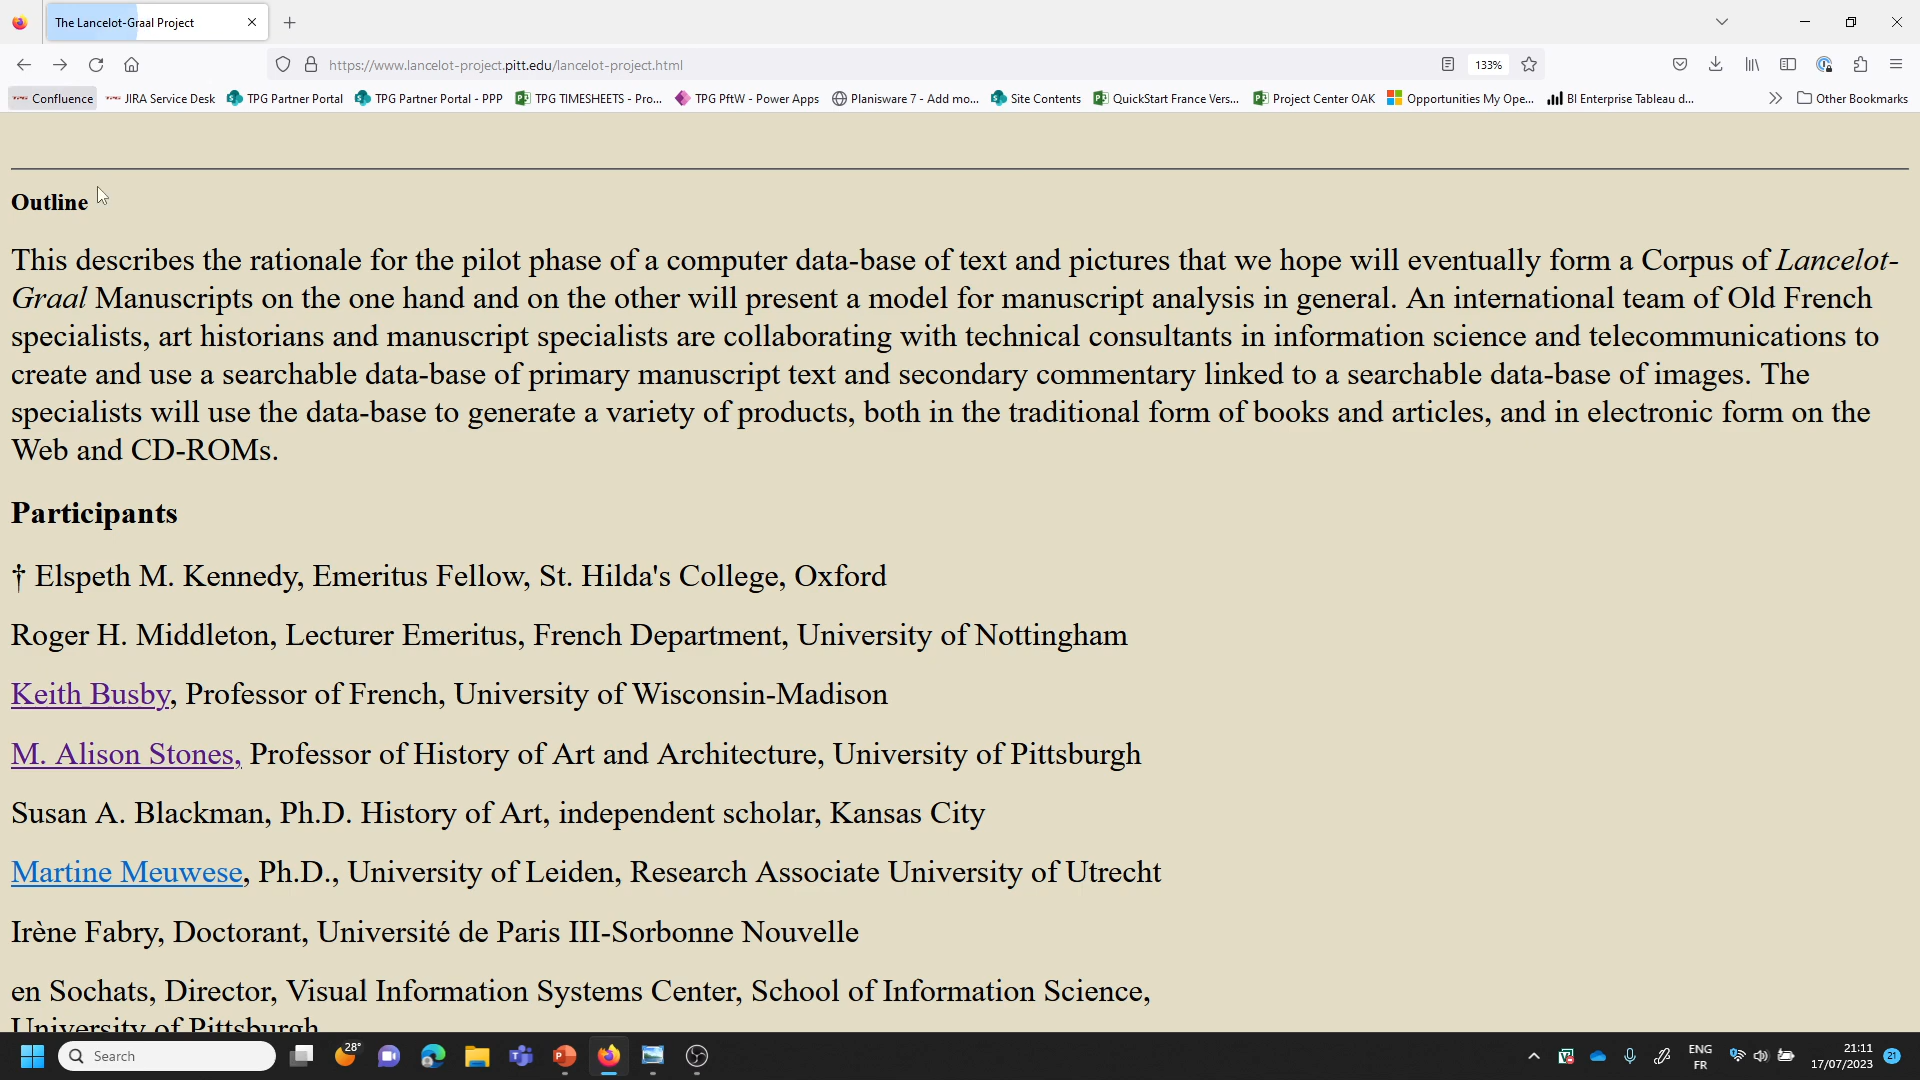 The Lancelot-Graal Project
https://www.lancelot-project.pitt.edu/lancelot-project.html
133%
Confluence
JIRA Service Desk
TPG Partner Portal
TPG Partner Portal - PPP
TPG TIMESHEETS - Pro...
TPG PftW - Power Apps
Planisware 7 - Add mo...
Site Contents
QuickStart France Vers...
Project Center OAK
Opportunities My Ope...
BI Enterprise Tableau d...
Other Bookmarks
Outline
This describes the rationale for the pilot phase of a computer data-base of text and pictures that we hope will eventually form a Corpus of Lancelot-
Graal Manuscripts on the one hand and on the other will present a model for manuscript analysis in general. An international team of Old French
specialists, art historians and manuscript specialists are collaborating with technical consultants in information science and telecommunications to
create and use a searchable data-base of primary manuscript text and secondary commentary linked to a searchable data-base of images. The
specialists will use the data-base to generate a variety of products, both in the traditional form of books and articles, and in electronic form on the
Web and CD-ROMs.
Participants
† Elspeth M. Kennedy, Emeritus Fellow, St. Hilda's College, Oxford
Roger H. Middleton, Lecturer Emeritus, French Department, University of Nottingham
Keith Busby, Professor of French, University of Wisconsin-Madison
M. Alison Stones, Professor of History of Art and Architecture, University of Pittsburgh
Susan A. Blackman, Ph.D. History of Art, independent scholar, Kansas City
Martine Meuwese, Ph.D., University of Leiden, Research Associate University of Utrecht
Irène Fabry, Doctorant, Université de Paris III-Sorbonne Nouvelle
en Sochats, Director, Visual Information Systems Center, School of Information Science,
University of Pittsburgh
Search
28°
ENG
FR
21:11
17/07/2023
21